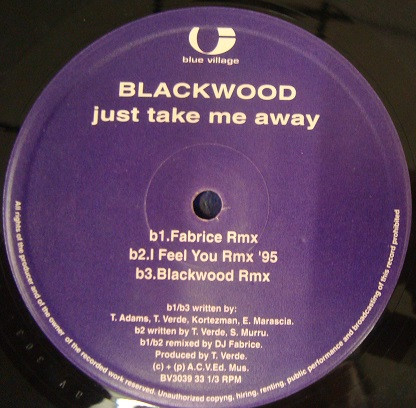 blue village
BLACKWOOD
just take me away
b1.Fabrice Rmx
b2.I Feel You Rmx '95
b3.Blackwood Rmx
b1/b3 written by:
T. Adams, T. Verde, Kortezman, E. Marascia.
b2 written by T. Verde, S. Murru.
b1/b2 remixed by DJ Fabrice.
Produced by T. Verde.
(c) + (p) A.C.V.Ed. Mus.
BV3039 33 1/3 RPM
All rights of the producer and of the owner of the recorded work reserved. Unauthorized copyng, hiring, renting, public performance and broadcasting of this record prohibited